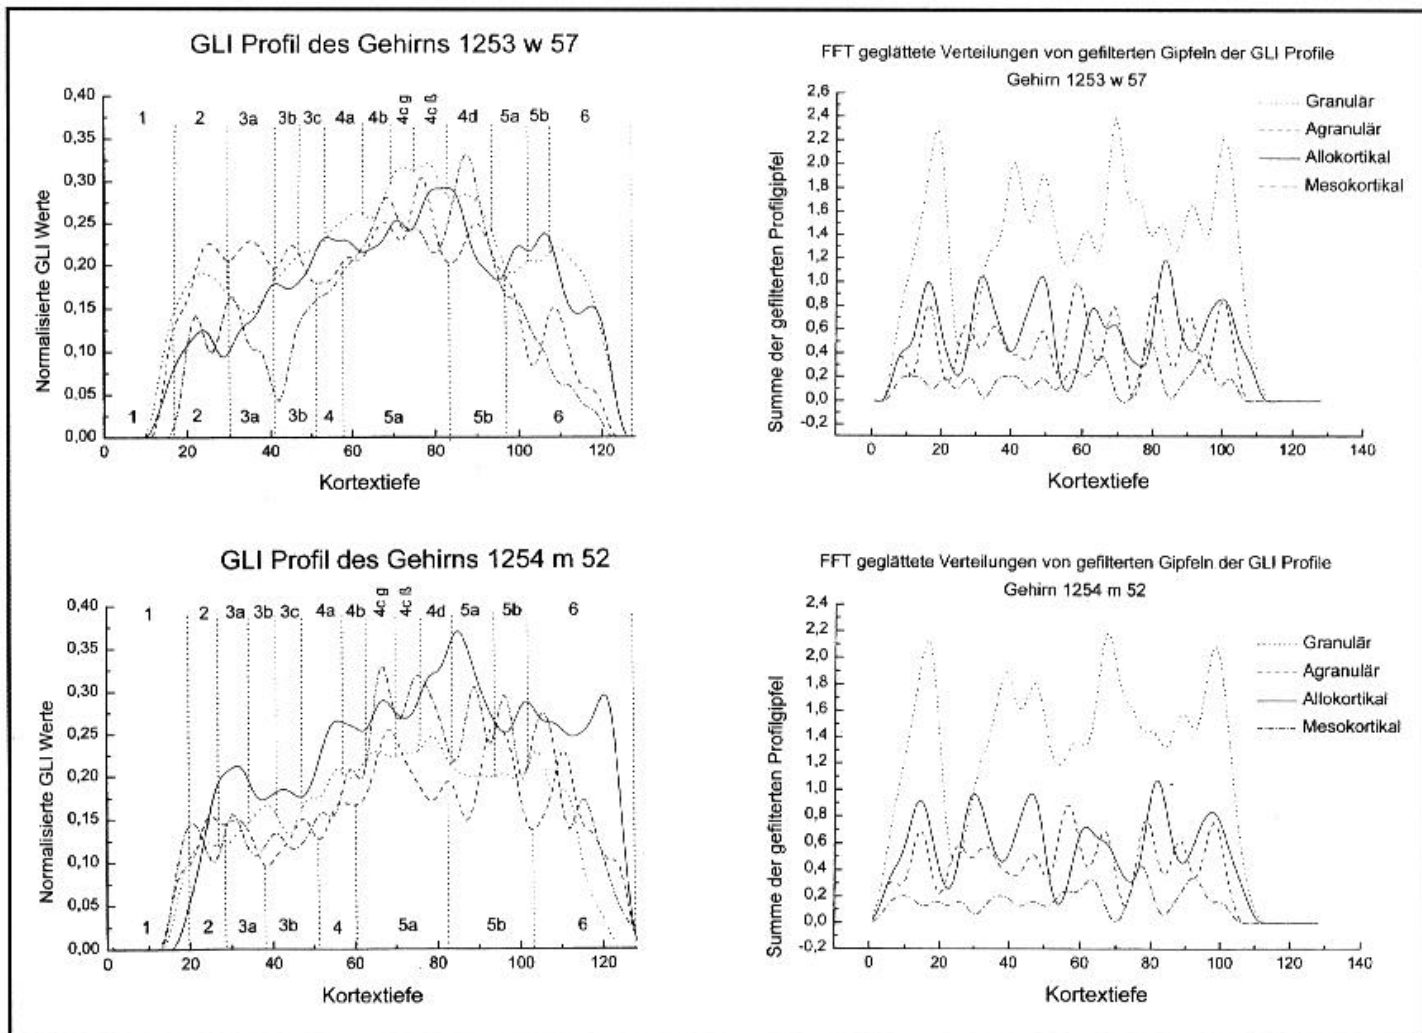 GLI Profil des Gehirns 1253 w 57
0,40
0,35
0,30
0,25
0,20
0,15
0,10
0,05
0,00
Normalisierte GLI Werte
1 2 3a 3b 3c 4a 4b 4c g 4c ß 4d 5a 5b 6
1 2 3a 3b 4 5a 5b 6
0 20 40 60 80 100 120
Kortextiefe
FFT geglättete Verteilungen von gefilterten Gipfeln der GLI Profile
Gehirn 1253 w 57
2,6
2,4
2,2
2,0
1,8
1,6
1,4
1,2
1,0
0,8
0,6
0,4
0,2
0,0
-0,2
Summe der gefilterten Profilgipfel
Granulär
Agranulär
Allokortikal
Mesokortikal
0 20 40 60 80 100 120 140
Kortextiefe
GLI Profil des Gehirns 1254 m 52
0,40
0,35
0,30
0,25
0,20
0,15
0,10
0,05
0,00
Normalisierte GLI Werte
1 2 3a 3b 3c 4a 4b 4c g 4c ß 4d 5a 5b 6
1 2 3a 3b 4 5a 5b 6
0 20 40 60 80 100 120
Kortextiefe
FFT geglättete Verteilungen von gefilterten Gipfeln der GLI Profile
Gehirn 1254 m 52
2,4
2,2
2,0
1,8
1,6
1,4
1,2
1,0
0,8
0,6
0,4
0,2
0,0
-0,2
Summe der gefilterten Profilgipfel
Granulär
Agranulär
Allokortikal
Mesokortikal
0 20 40 60 80 100 120 140
Kortextiefe